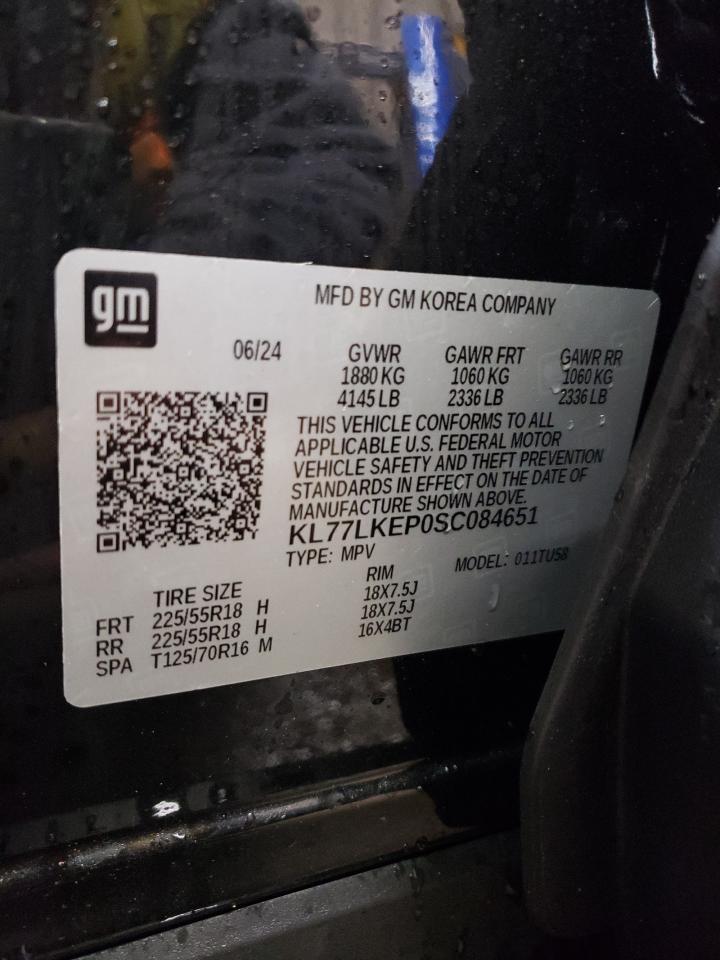 gm
MFD BY GM KOREA COMPANY
06/24 GVWR GAWR FRT GAWR RR
1880 KG 1060 KG 1060 KG
4145 LB 2336 LB 2336 LB
THIS VEHICLE CONFORMS TO ALL
APPLICABLE U.S. FEDERAL MOTOR
VEHICLE SAFETY AND THEFT PREVENTION
STANDARDS IN EFFECT ON THE DATE OF
MANUFACTURE SHOWN ABOVE.
KL77LKEP0SC084651
TYPE: MPV MODEL: 011TU58
TIRE SIZE RIM
FRT 225/55R18 H 18X7.5J
RR 225/55R18 H 18X7.5J
SPA T125/70R16 M 16X4BT